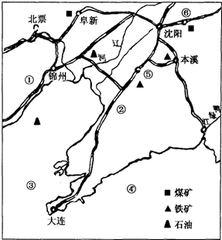 北票
阜新
辽
沈阳
⑥
本溪
河
锦州
①
⑤
②
③
④
大连
■ 煤矿
▲ 铁矿
▲ 石油